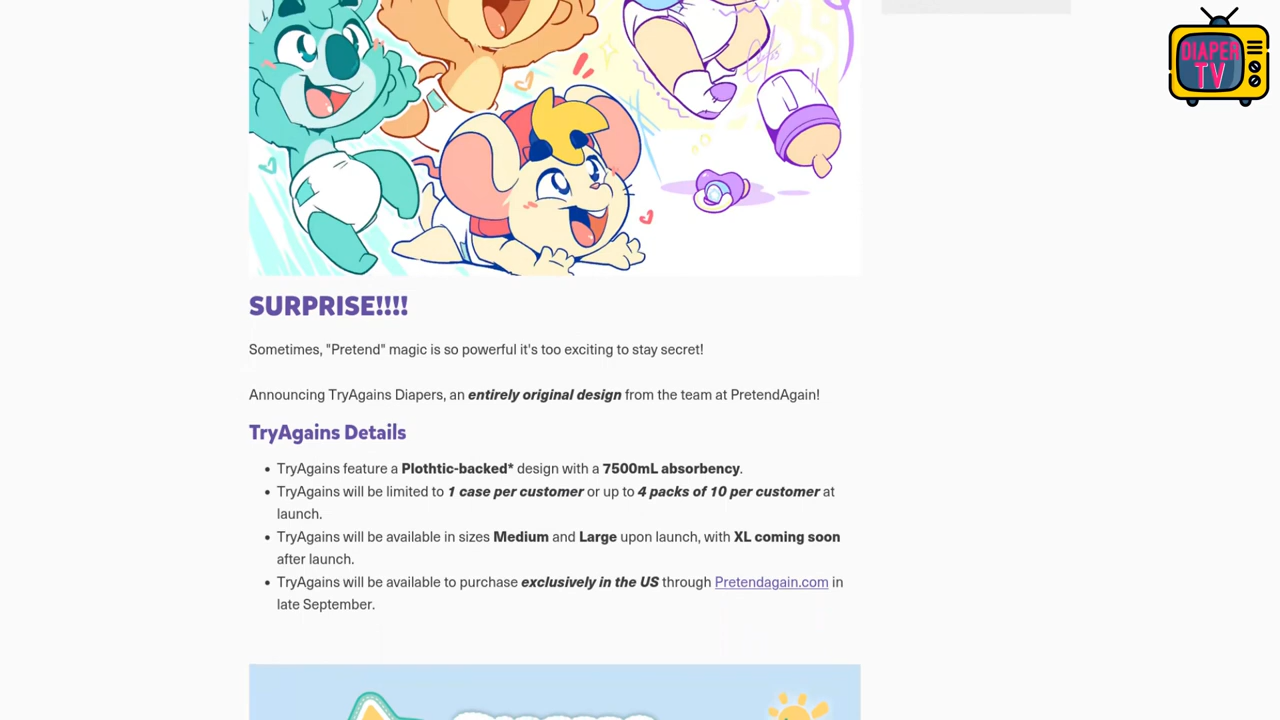 DIAPER
TV
SURPRISE!!!!
Sometimes, "Pretend" magic is so powerful it's too exciting to stay secret!
Announcing TryAgains Diapers, an entirely original design from the team at PretendAgain!
TryAgains Details
• TryAgains feature a Plothtic-backed* design with a 7500mL absorbency.
• TryAgains will be limited to 1 case per customer or up to 4 packs of 10 per customer at
launch.
• TryAgains will be available in sizes Medium and Large upon launch, with XL coming soon
after launch.
• TryAgains will be available to purchase exclusively in the US through Pretendagain.com in
late September.